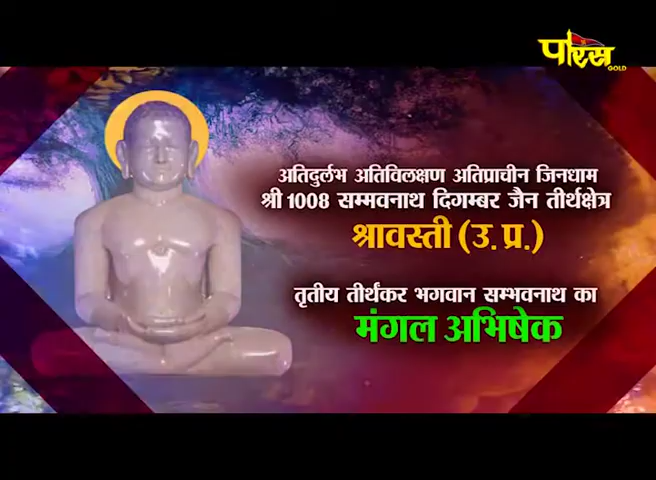 पारस
GOLD
अतिदुर्लभ अतिविलक्षण अतिप्राचीन जिनधाम
श्री 1008 सम्मवनाथ दिगम्बर जैन तीर्थक्षेत्र
श्रावस्ती (उ. प्र.)
तृतीय तीर्थंकर भगवान सम्भवनाथ का
मंगल अभिषेक